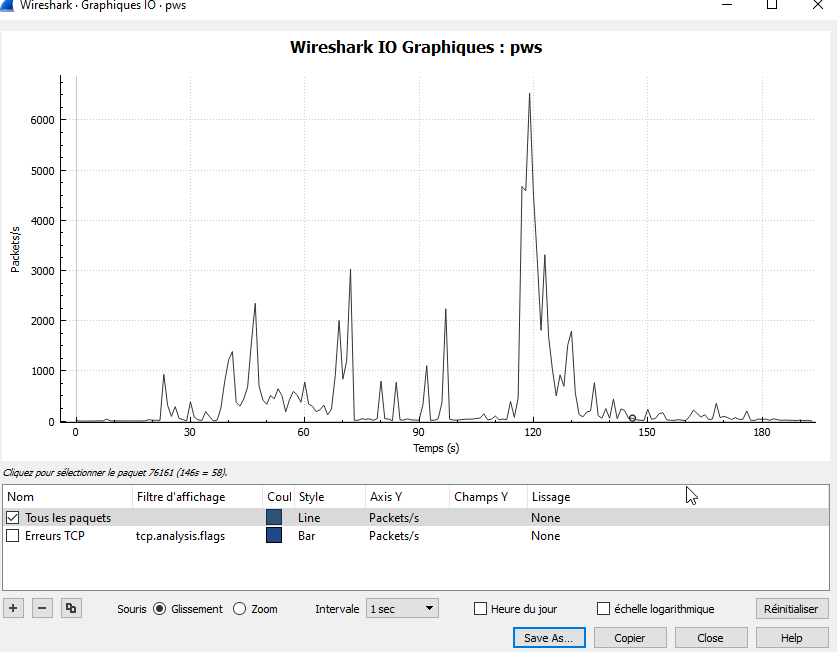 Wireshark · Graphiques IO · pws
Wireshark IO Graphiques : pws
Packets/s
6000
5000
4000
3000
2000
1000
0
0 30 60 90 120 150 180
Temps (s)
Cliquez pour sélectionner le paquet 76161 (146s = 58).
Nom Filtre d'affichage Coul Style Axis Y Champs Y Lissage
Tous les paquets Line Packets/s None
Erreurs TCP tcp.analysis.flags Bar Packets/s None
Souris Glissement Zoom Intervale 1 sec Heure du jour échelle logarithmique Réinitialiser
Save As... Copier Close Help